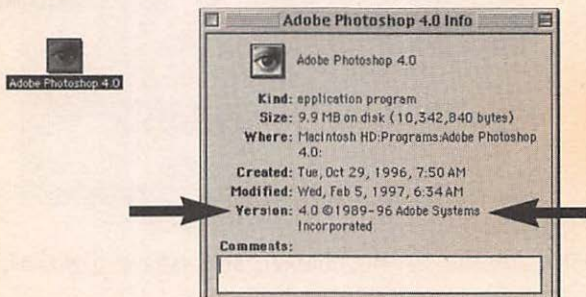 Adobe Photoshop 4.0
Adobe Photoshop 4.0 Info
Adobe Photoshop 4.0
Kind: application program
Size: 9.9 MB on disk (10,342,840 bytes)
Where: Macintosh HD:Programs:Adobe Photoshop
4.0:
Created: Tue, Oct 29, 1996, 7:50 AM
Modified: Wed, Feb 5, 1997, 6:34 AM
Version: 4.0 ©1989-96 Adobe Systems
Incorporated
Comments: